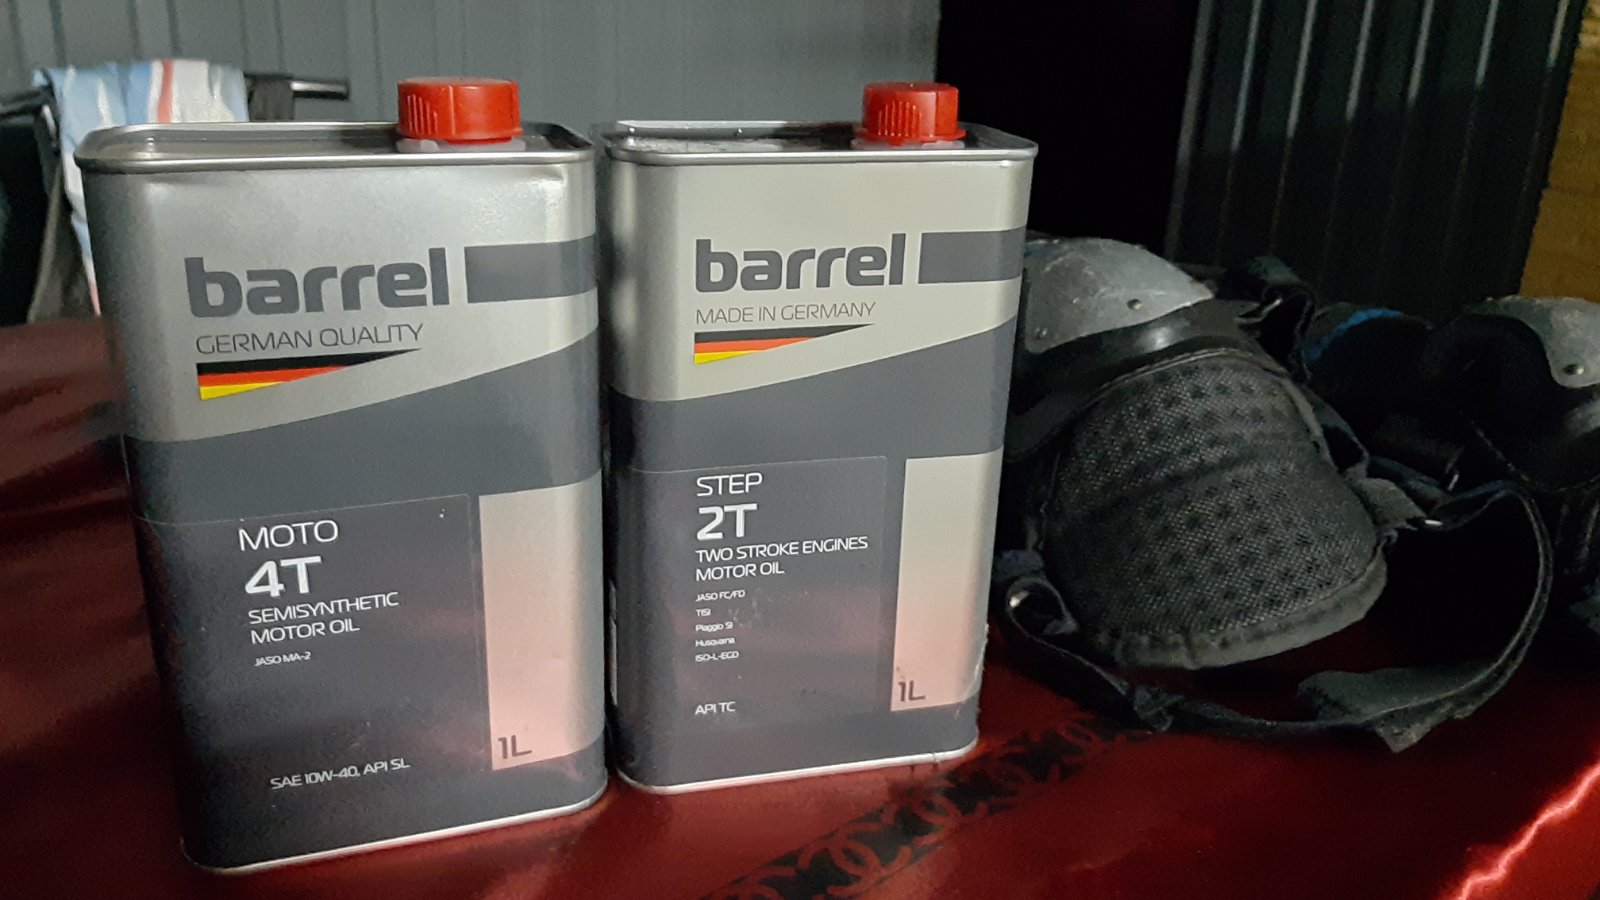 barrel
GERMAN QUALITY
MOTO
4T
SEMISYNTHETIC
MOTOR OIL
JASO MA-2
1L
SAE 10W-40, API SL
barrel
MADE IN GERMANY
STEP
2T
TWO STROKE ENGINES
MOTOR OIL
JASO FC/FD
TISI
Piaggio SI
Husqvarna
ISO-L-EGD
1L
API TC